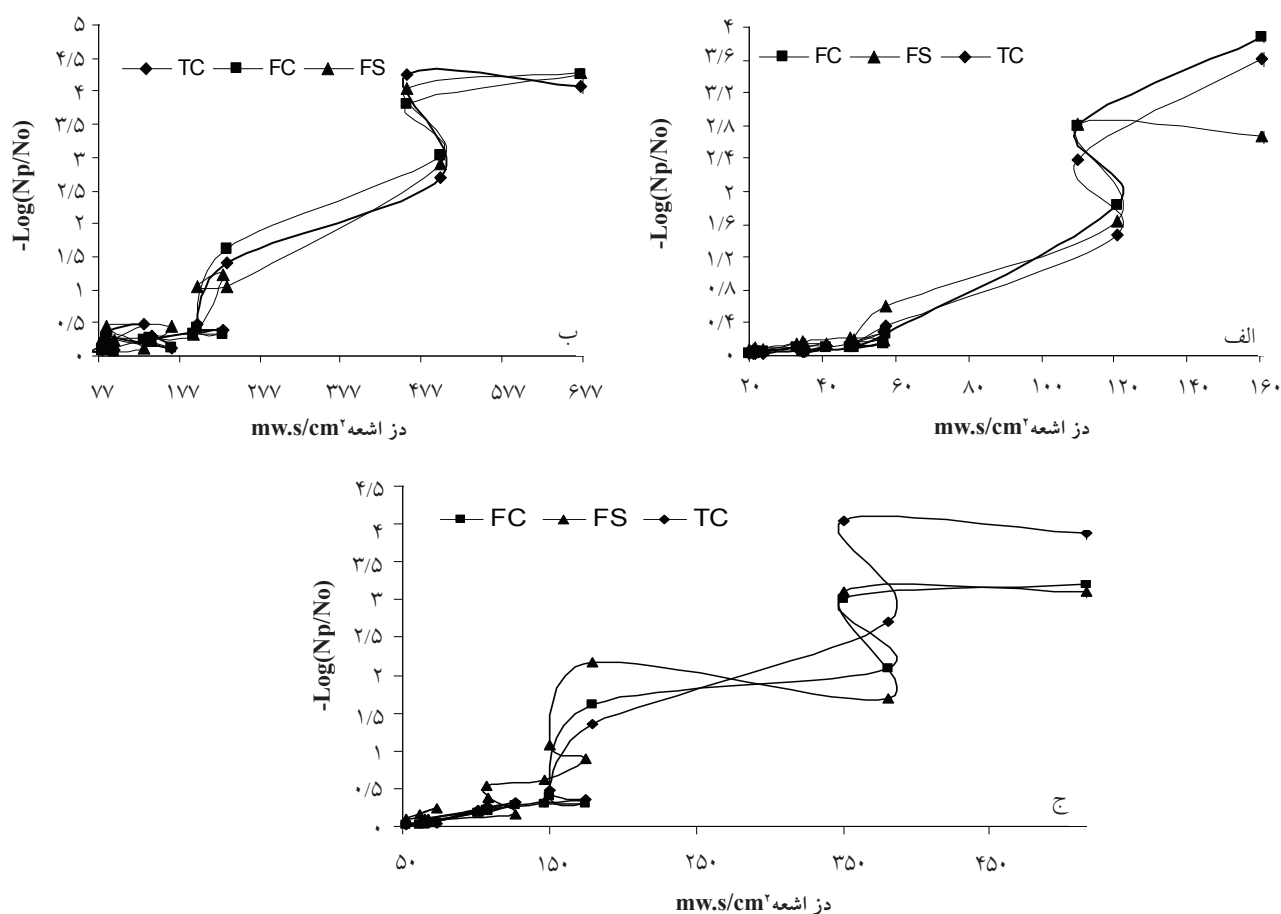 -Log(Np/No)
۴
۳/۶
۳/۲
۲/۸
۲/۴
۲
۱/۶
۱/۲
۰/۸
۰/۴
۰
FC FS TC
الف
۲۰ ۴۰ ۶۰ ۸۰ ۱۰۰ ۱۲۰ ۱۴۰ ۱۶۰
دز اشعه mw.s/cm²
-Log(Np/No)
۵
۴/۵
۴
۳/۵
۳
۲/۵
۲
۱/۵
۱
۰/۵
۰
TC FC FS
ب
۷۷ ۱۷۷ ۲۷۷ ۳۷۷ ۴۷۷ ۵۷۷ ۶۷۷
دز اشعه mw.s/cm²
-Log(Np/No)
۴/۵
۴
۳/۵
۳
۲/۵
۲
۱/۵
۱
۰/۵
۰
FC FS TC
ج
۵۰ ۱۵۰ ۲۵۰ ۳۵۰ ۴۵۰
دز اشعه mw.s/cm²